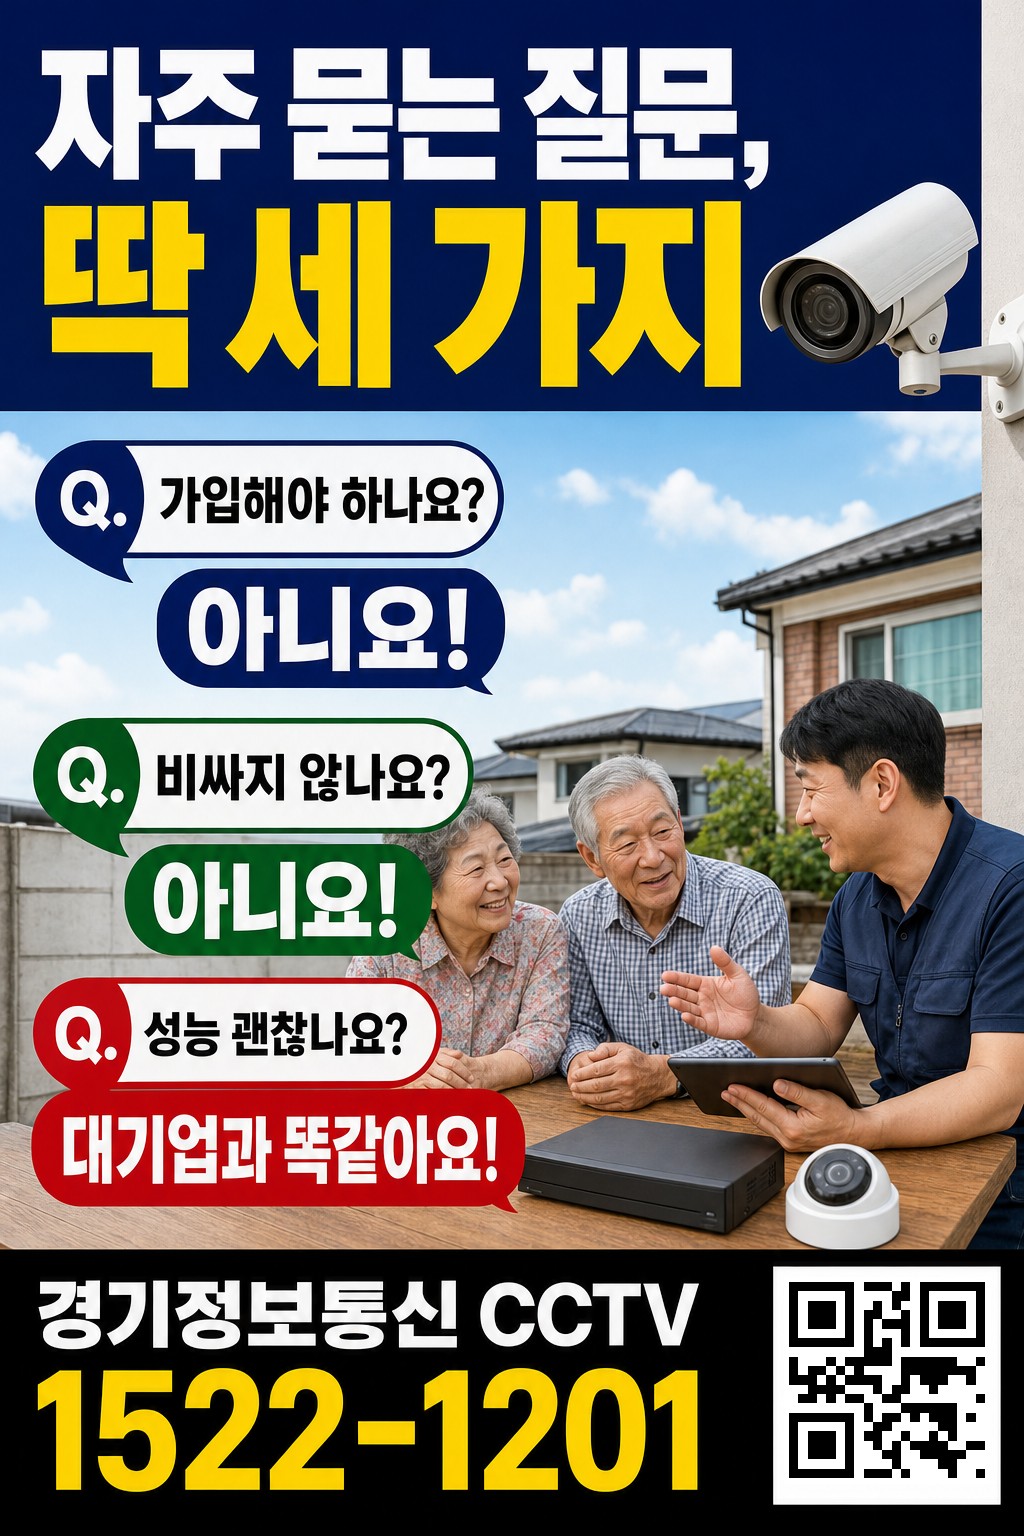 자주 묻는 질문,
딱 세 가지
Q. 가입해야 하나요?
아니요!
Q. 비싸지 않나요?
아니요!
Q. 성능 괜찮나요?
대기업과 똑같아요!
경기정보통신 CCTV
1522-1201